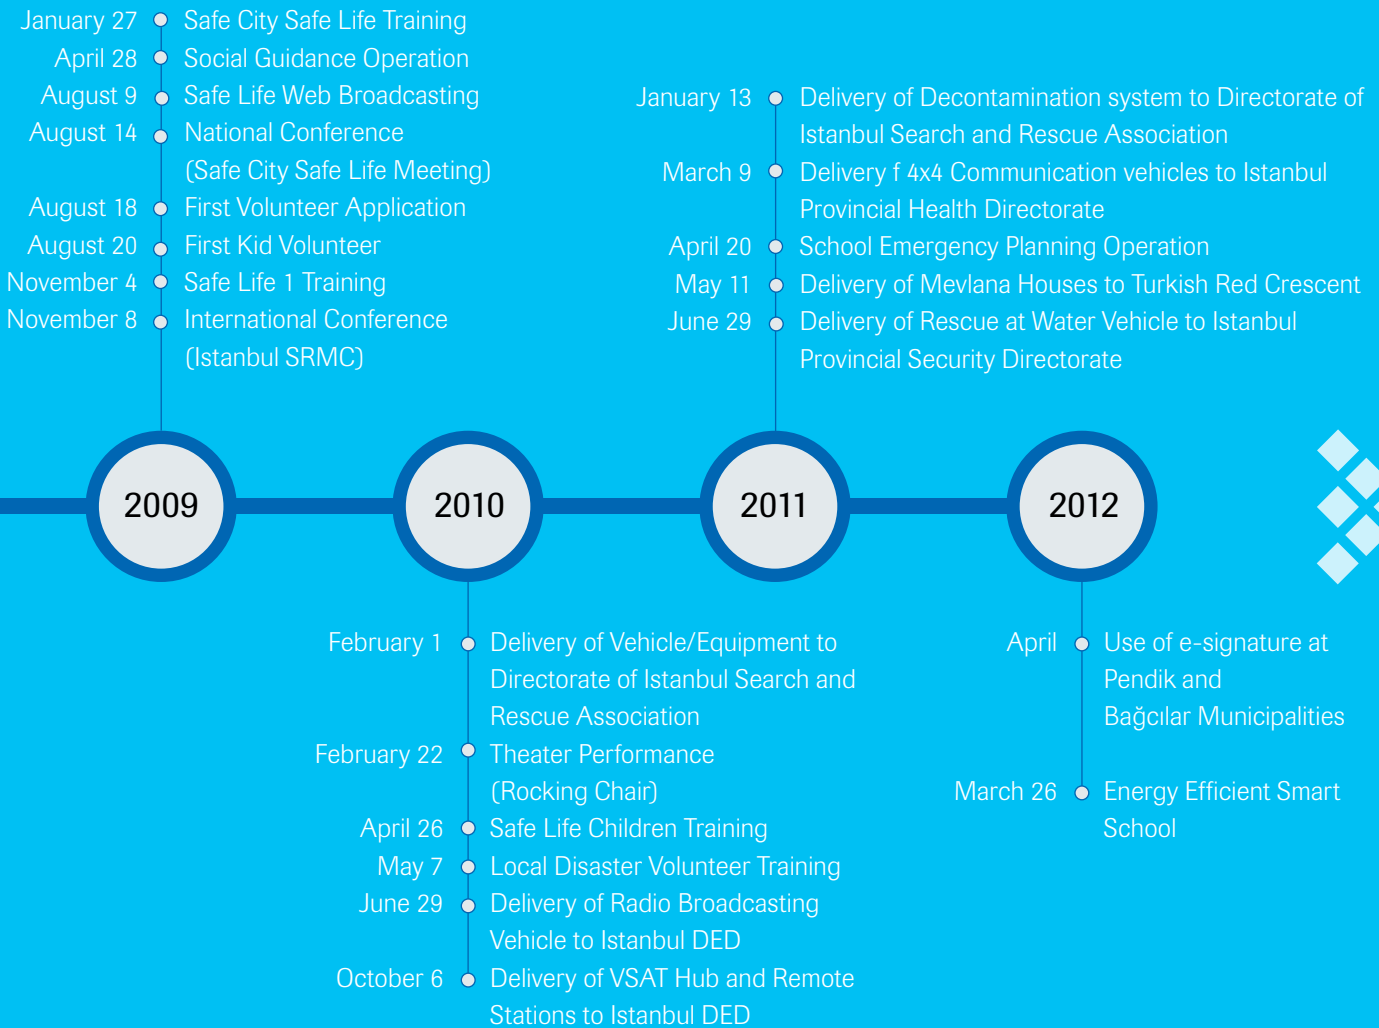 January 27 Safe City Safe Life Training
April 28 Social Guidance Operation
August 9 Safe Life Web Broadcasting
August 14 National Conference
(Safe City Safe Life Meeting)
August 18 First Volunteer Application
August 20 First Kid Volunteer
November 4 Safe Life 1 Training
November 8 International Conference
(Istanbul SRMC)
January 13 Delivery of Decontamination system to Directorate of
Istanbul Search and Rescue Association
March 9 Delivery f 4x4 Communication vehicles to Istanbul
Provincial Health Directorate
April 20 School Emergency Planning Operation
May 11 Delivery of Mevlana Houses to Turkish Red Crescent
June 29 Delivery of Rescue at Water Vehicle to Istanbul
Provincial Security Directorate
2009 2010 2011 2012
February 1 Delivery of Vehicle/Equipment to
Directorate of Istanbul Search and
Rescue Association
February 22 Theater Performance
(Rocking Chair)
April 26 Safe Life Children Training
May 7 Local Disaster Volunteer Training
June 29 Delivery of Radio Broadcasting
Vehicle to Istanbul DED
October 6 Delivery of VSAT Hub and Remote
Stations to Istanbul DED
April Use of e-signature at
Pendik and
Bağcılar Municipalities
March 26 Energy Efficient Smart
School